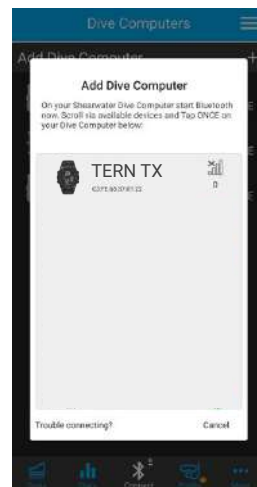 Dive Computers
Add Dive Computer +
Add Dive Computer
On your Shearwater Dive Computer start Bluetooth
now. Scroll via available devices and Tap ONCE on
your Dive Computer below:
TERN TX
0
Trouble connecting?
Cancel
Connect